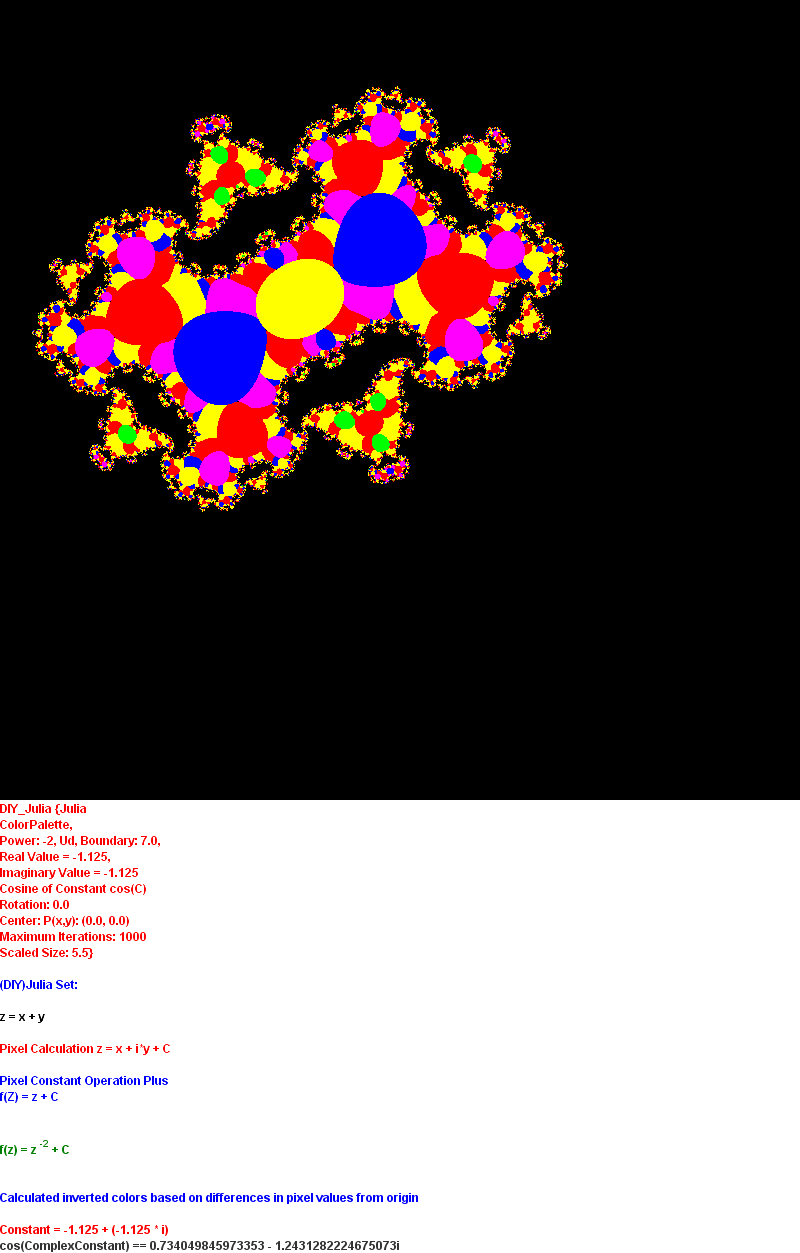 DIY_Julia {Julia
ColorPalette,
Power: -2, Ud, Boundary: 7.0,
Real Value = -1.125,
Imaginary Value = -1.125
Cosine of Constant cos(C)
Rotation: 0.0
Center: P(x,y): (0.0, 0.0)
Maximum Iterations: 1000
Scaled Size: 5.5}
(DIY)Julia Set:
z = x + y
Pixel Calculation z = x + i*y + C
Pixel Constant Operation Plus
f(Z) = z + C
f(z) = z -2 + C
Calculated inverted colors based on differences in pixel values from origin
Constant = -1.125 + (-1.125 * i)
cos(ComplexConstant) == 0.734049845973353 - 1.2431282224675073i